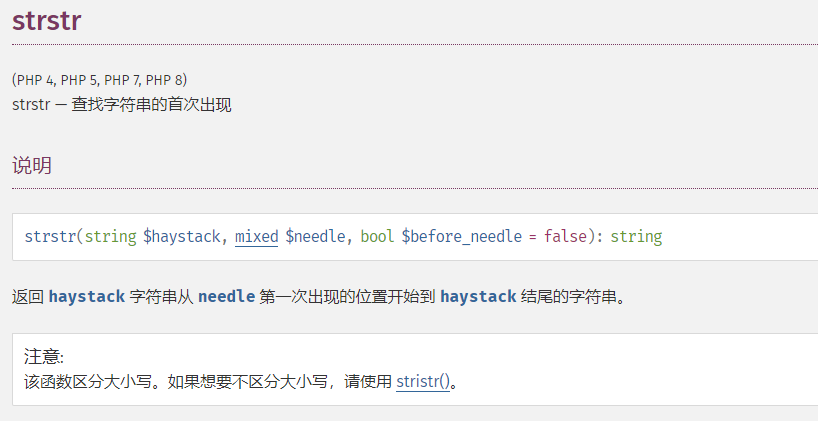 strstr
(PHP 4, PHP 5, PHP 7, PHP 8)
strstr — 查找字符串的首次出现
说明
strstr(string $haystack, mixed $needle, bool $before_needle = false): string
返回 haystack 字符串从 needle 第一次出现的位置开始到 haystack 结尾的字符串。
注意:
该函数区分大小写。如果想要不区分大小写，请使用 stristr()。